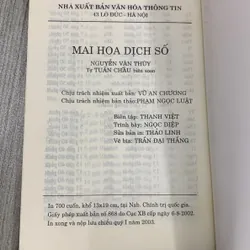 NHÀ XUẤT BẢN VĂN HÓA THÔNG TIN
43 LÒ ĐÚC - HÀ NỘI
MAI HOA DỊCH SỐ
NGUYỄN VĂN THÙY
Tự TUẤN CHÂU biên soạn
Chịu trách nhiệm xuất bản: VŨ AN CHƯƠNG
Chịu trách nhiệm bản thảo: PHẠM NGỌC LUẬT
Biên tập: THANH VIỆT
Trình bày: NGỌC DIỆP
Sửa bản in: THẢO LINH
Vẽ bìa: TRẦN ĐẠI THẮNG
In 700 cuốn, khổ 13x19 cm, tại Nhà in Chính trị quốc gia.
Giấy phép xuất bản số 868 do Cục XB cấp ngày 6-8-2002.
In xong và nộp lưu chiểu quý I năm 2003.